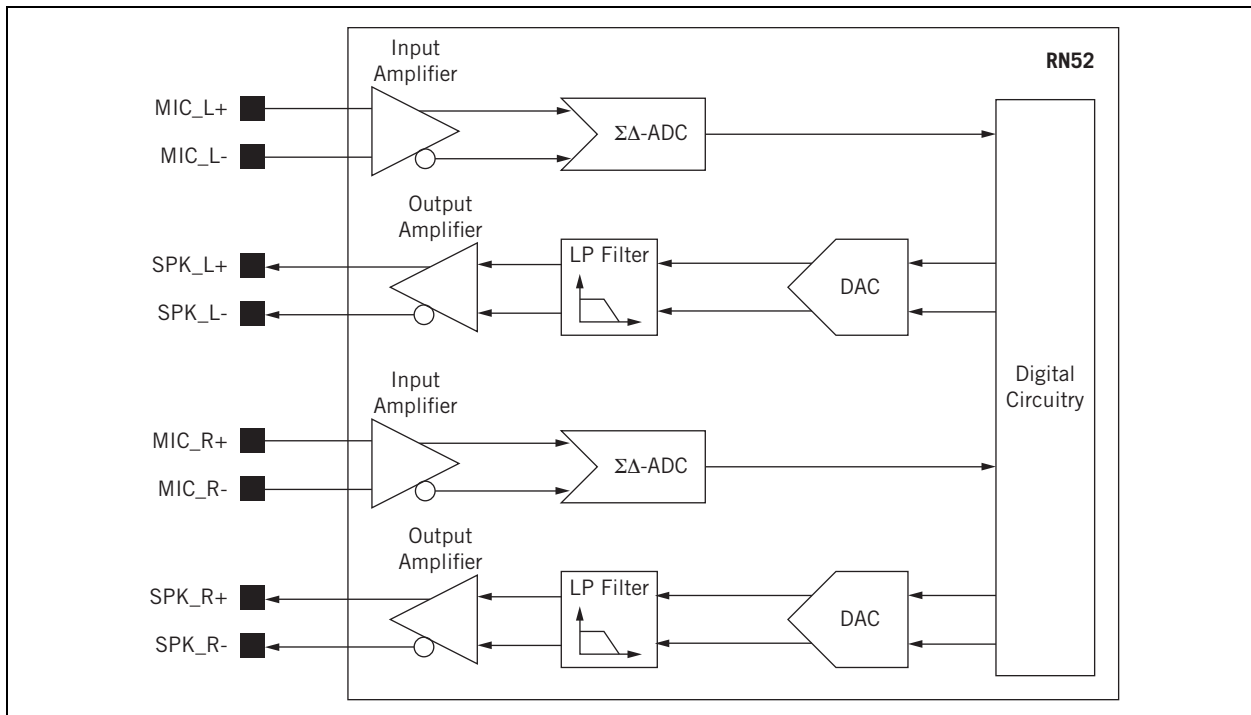 RN52
Input
Amplifier
MIC_L+
MIC_L-
ΣΔ-ADC
Output
Amplifier
SPK_L+
SPK_L-
LP Filter
DAC
Digital
Circuitry
Input
Amplifier
MIC_R+
MIC_R-
ΣΔ-ADC
Output
Amplifier
SPK_R+
SPK_R-
LP Filter
DAC